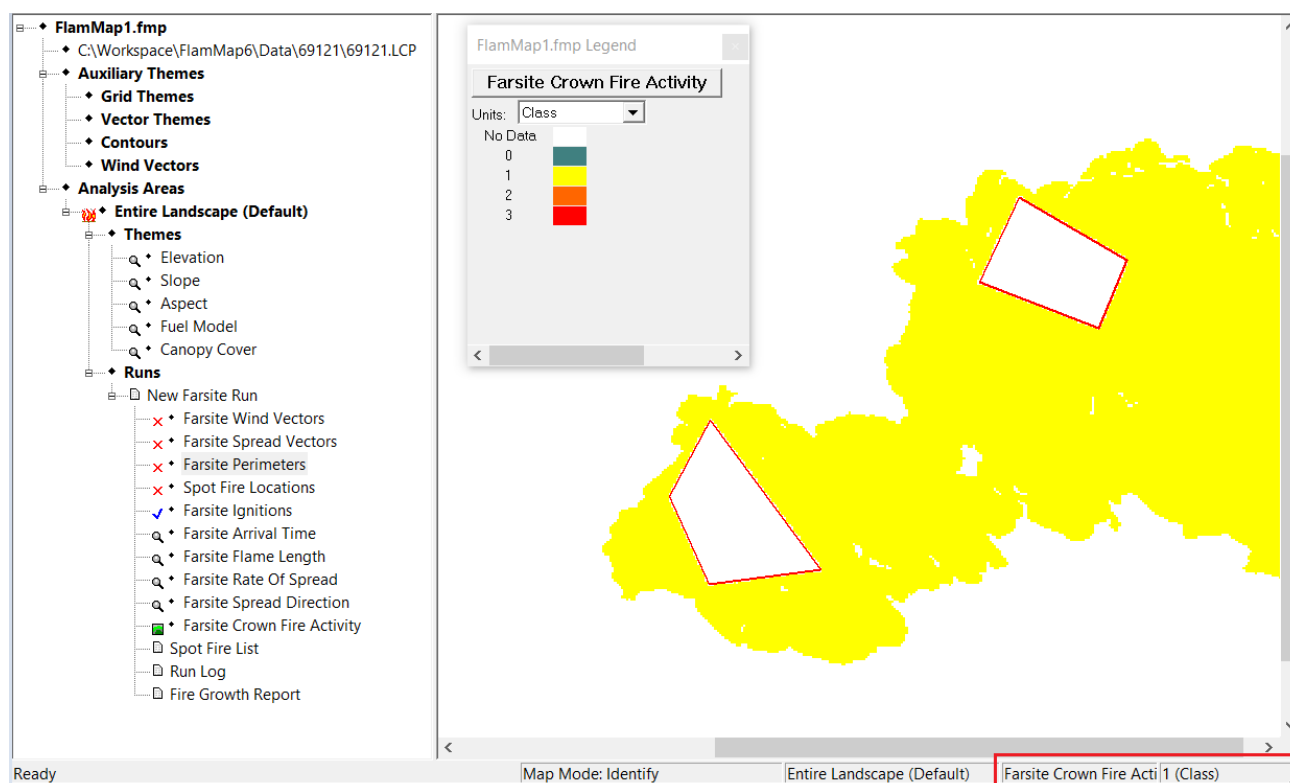 FlamMap1.fmp
C:\Workspace\FlamMap6\Data\69121\69121.LCP
Auxiliary Themes
Grid Themes
Vector Themes
Contours
Wind Vectors
Analysis Areas
Entire Landscape (Default)
Themes
Elevation
Slope
Aspect
Fuel Model
Canopy Cover
Runs
New Farsite Run
Farsite Wind Vectors
Farsite Spread Vectors
Farsite Perimeters
Spot Fire Locations
Farsite Ignitions
Farsite Arrival Time
Farsite Flame Length
Farsite Rate Of Spread
Farsite Spread Direction
Farsite Crown Fire Activity
Spot Fire List
Run Log
Fire Growth Report
FlamMap1.fmp Legend
Farsite Crown Fire Activity
Units: Class
No Data
0
1
2
3
Ready
Map Mode: Identify
Entire Landscape (Default)
Farsite Crown Fire Acti
1 (Class)